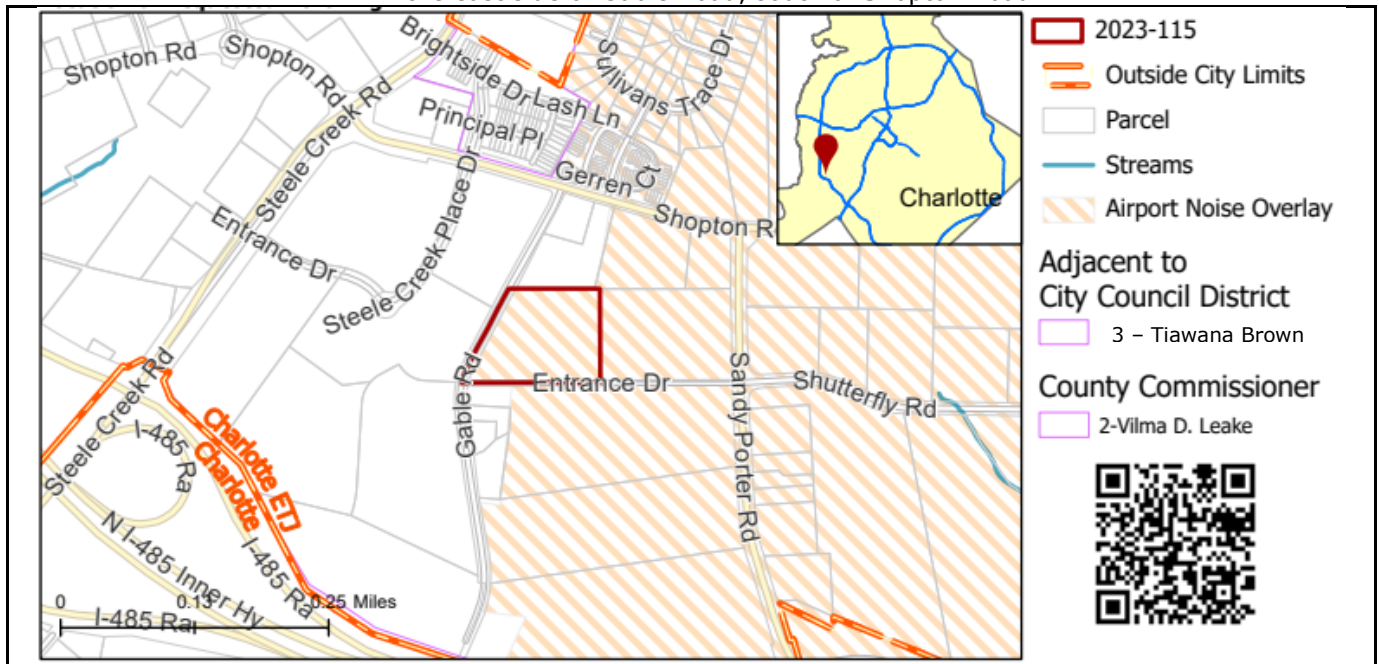 2023-115
Outside City Limits
Parcel
Streams
Airport Noise Overlay
Adjacent to
City Council District
3 – Tiawana Brown
County Commissioner
2-Vilma D. Leake
Charlotte
Shopton Rd
Shopton Rd
Brightside Dr
Lash Ln
Sullivans Trace Dr
Principal Pl
Steele Creek Rd
Gerren Ct
Shopton R
Entrance Dr
Steele Creek Place Dr
Gable Rd
Entrance Dr
Shutterfly Rd
Sandy Porter Rd
Steele Creek Rd
I-485 Ra
Charlotte ETJ
Charlotte
I-485 Ra
N I-485 Inner Hy
I-485 Ra
0 0.13 0.25 Miles